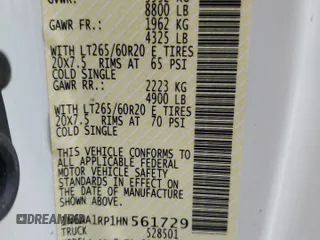 GVWR:
8800 LB
GAWR FR.: 1962 KG
4325 LB
WITH LT265/60R20 E TIRES
20X7.5 RIMS AT 65 PSI
COLD SINGLE
GAWR RR.: 2223 KG
4900 LB
WITH LT265/60R20 E TIRES
20X7.5 RIMS AT 70 PSI
COLD SINGLE
THIS VEHICLE CONFORMS TO
ALL APPLICABLE FEDERAL
MOTOR VEHICLE SAFETY
STANDARDS IN EFFECT ON
THE DATE OF MANUFACTURE
SHOWN ABOVE.
DA1RP1HN561729
TRUCK 528501